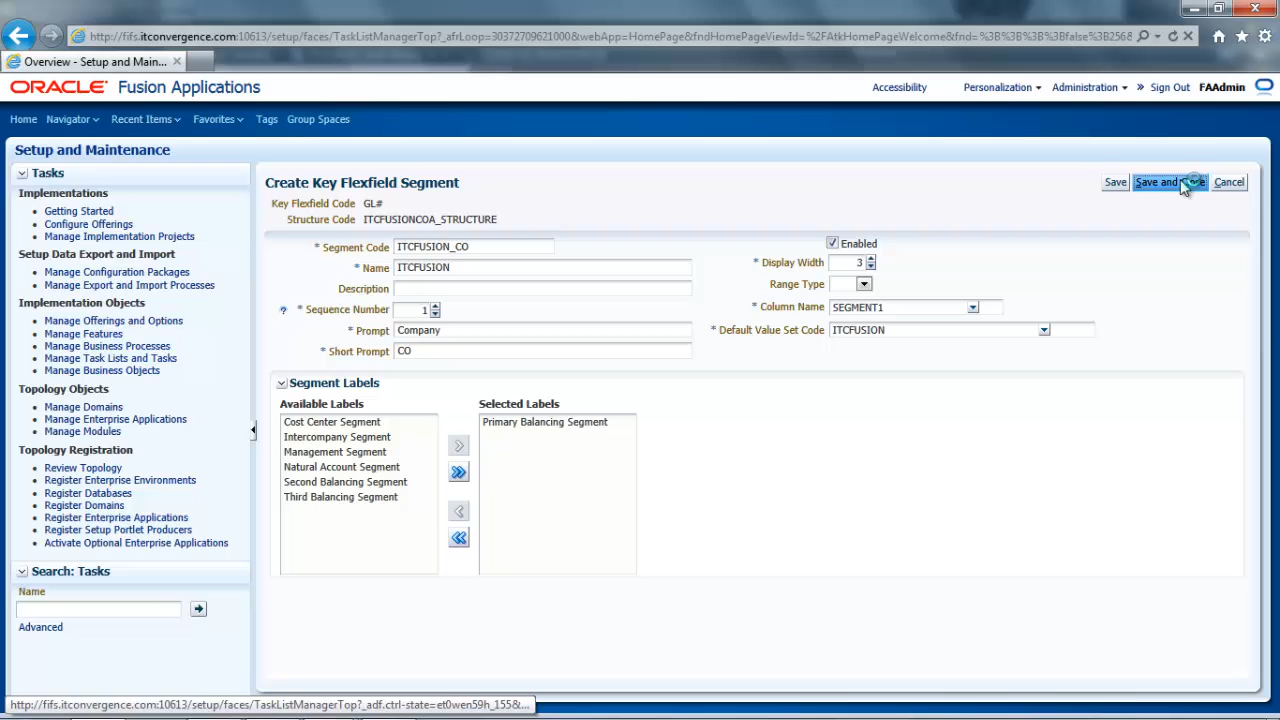 http://fifs.itconvergence.com:10613/setup/faces/TaskListManagerTop?_afrLoop=30372709621000&webApp=HomePage&fndHomePageViewId=%2FAtkHomePageWelcome&fnd=%3B%3B%3B%3Bfalse%3B256&
Overview - Setup and Main...
ORACLE Fusion Applications
Accessibility Personalization Administration » Sign Out FAAdmin
Home Navigator Recent Items Favorites Tags Group Spaces
Setup and Maintenance
Tasks
Implementations
Getting Started
Configure Offerings
Manage Implementation Projects
Setup Data Export and Import
Manage Configuration Packages
Manage Export and Import Processes
Implementation Objects
Manage Offerings and Options
Manage Features
Manage Business Processes
Manage Task Lists and Tasks
Manage Business Objects
Topology Objects
Manage Domains
Manage Enterprise Applications
Manage Modules
Topology Registration
Review Topology
Register Enterprise Environments
Register Databases
Register Domains
Register Enterprise Applications
Register Setup Portlet Producers
Activate Optional Enterprise Applications
Search: Tasks
Name
Advanced
Create Key Flexfield Segment
Save Save and Close Cancel
Key Flexfield Code GL#
Structure Code ITCFUSIONCOA_STRUCTURE
* Segment Code ITCFUSION_CO
* Name ITCFUSION
Description
? * Sequence Number 1
* Prompt Company
* Short Prompt CO
Enabled
* Display Width 3
Range Type
* Column Name SEGMENT1
* Default Value Set Code ITCFUSION
Segment Labels
Available Labels
Cost Center Segment
Intercompany Segment
Management Segment
Natural Account Segment
Second Balancing Segment
Third Balancing Segment
Selected Labels
Primary Balancing Segment
http://fifs.itconvergence.com:10613/setup/faces/TaskListManagerTop?_adf.ctrl-state=et0wen59h_155&...